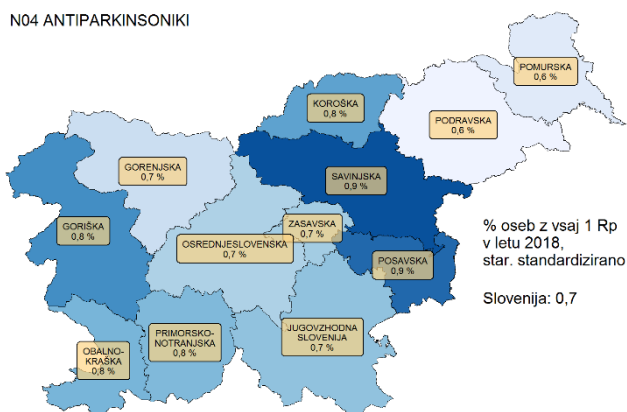 N04 ANTIPARKINSONIKI
POMURSKA
0,6 %
KOROŠKA
0,8 %
PODRAVSKA
0,6 %
GORENJSKA
0,7 %
SAVINJSKA
0,9 %
ZASAVSKA
0,7 %
GORIŠKA
0,8 %
OSREDNJESLOVENSKA
0,7 %
POSAVSKA
0,9 %
% oseb z vsaj 1 Rp
v letu 2018,
star. standardizirano
Slovenija: 0,7
PRIMORSKO-
NOTRANJSKA
0,8 %
JUGOVZHODNA
SLOVENIJA
0,7 %
OBALNO-
KRAŠKA
0,8 %